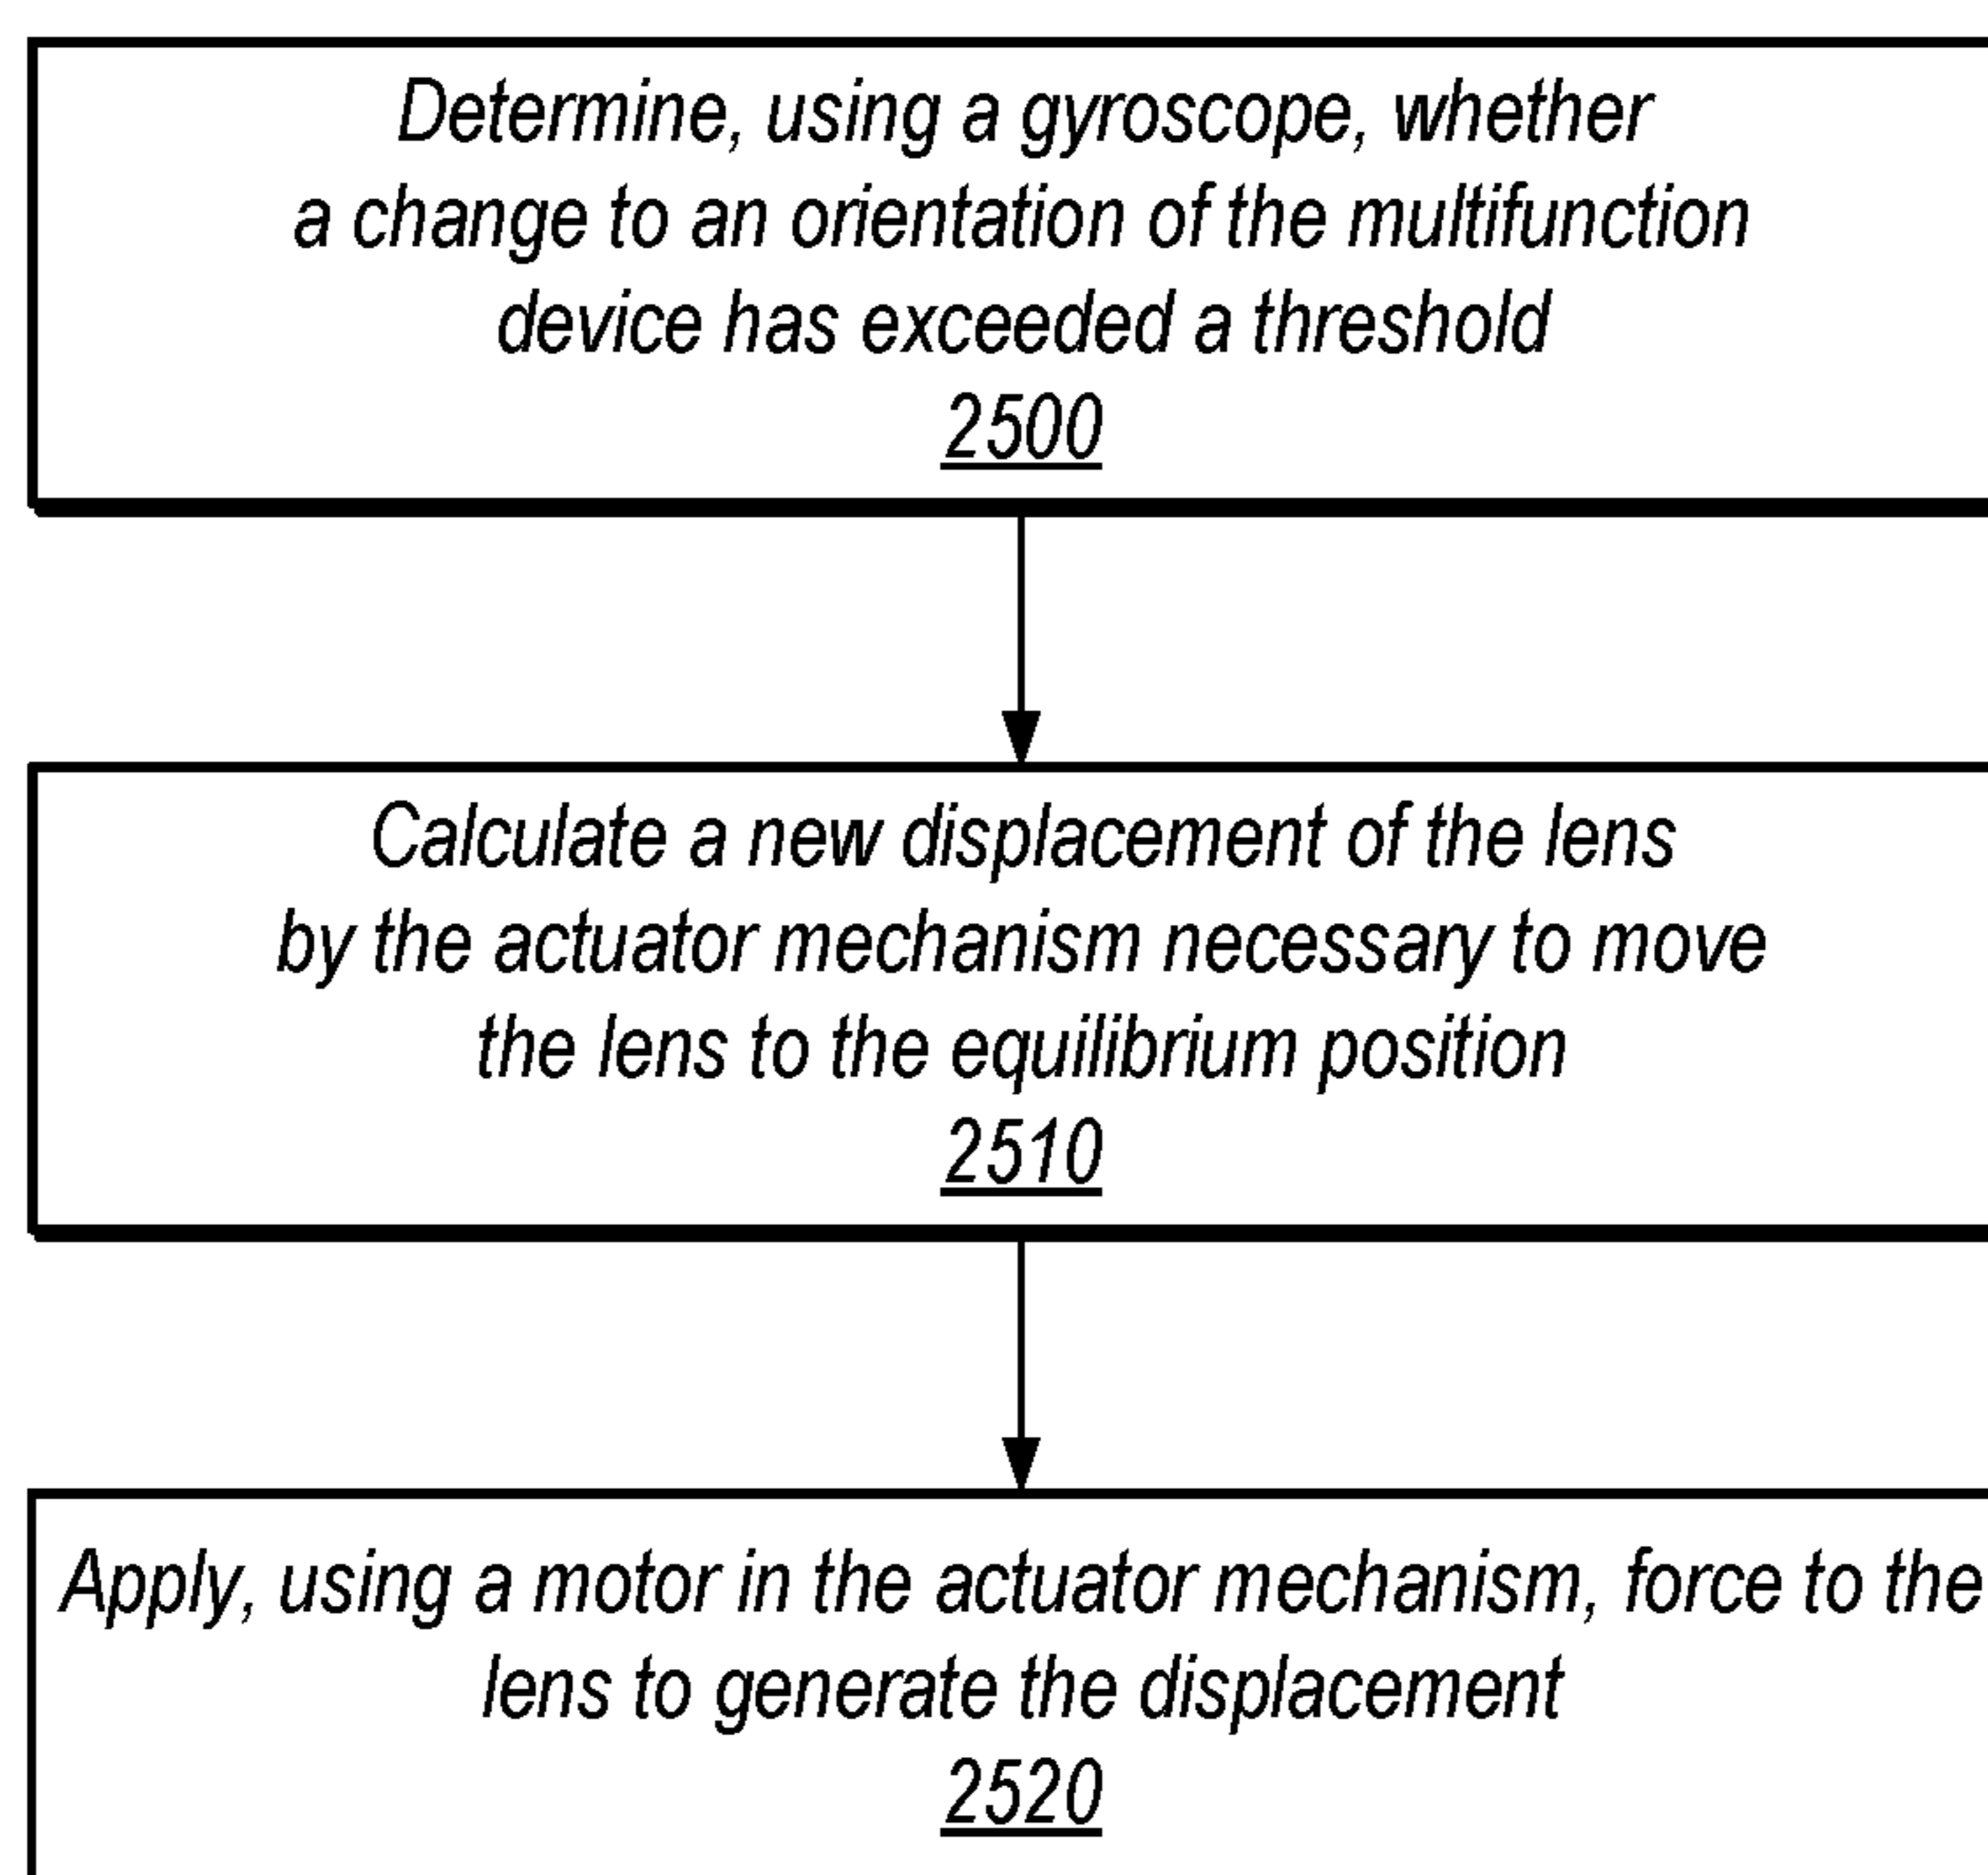 Determine, using a gyroscope, whether
a change to an orientation of the multifunction
device has exceeded a threshold
2500
Calculate a new displacement of the lens
by the actuator mechanism necessary to move
the lens to the equilibrium position
2510
Apply, using a motor in the actuator mechanism, force to the
lens to generate the displacement
2520